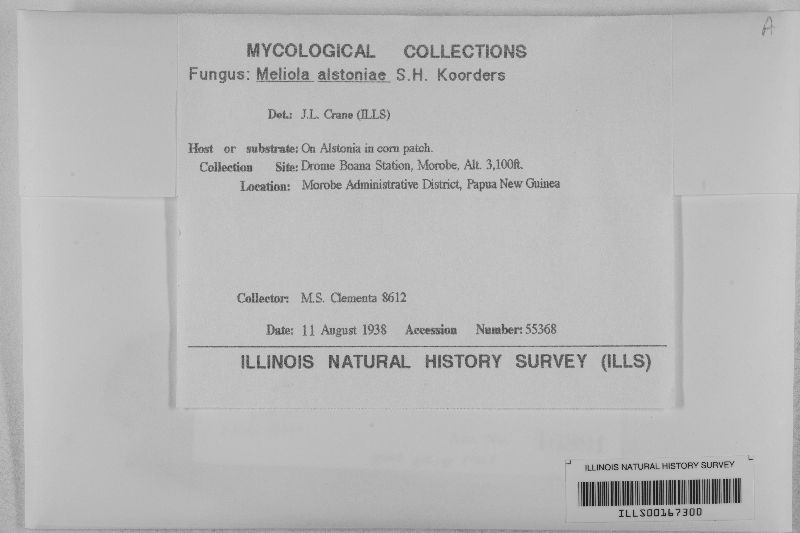 A
MYCOLOGICAL COLLECTIONS
Fungus: Meliola alstoniae S.H. Koorders
Det.: J.L. Crane (ILLS)
Host or substrate: On Alstonia in corn patch.
Collection Site: Drome Boana Station, Morobe, Alt. 3,100ft.
Location: Morobe Administrative District, Papua New Guinea
Collector: M.S. Clementa 8612
Date: 11 August 1938 Accession Number: 55368
ILLINOIS NATURAL HISTORY SURVEY (ILLS)
ILLINOIS NATURAL HISTORY SURVEY
ILLS00167300